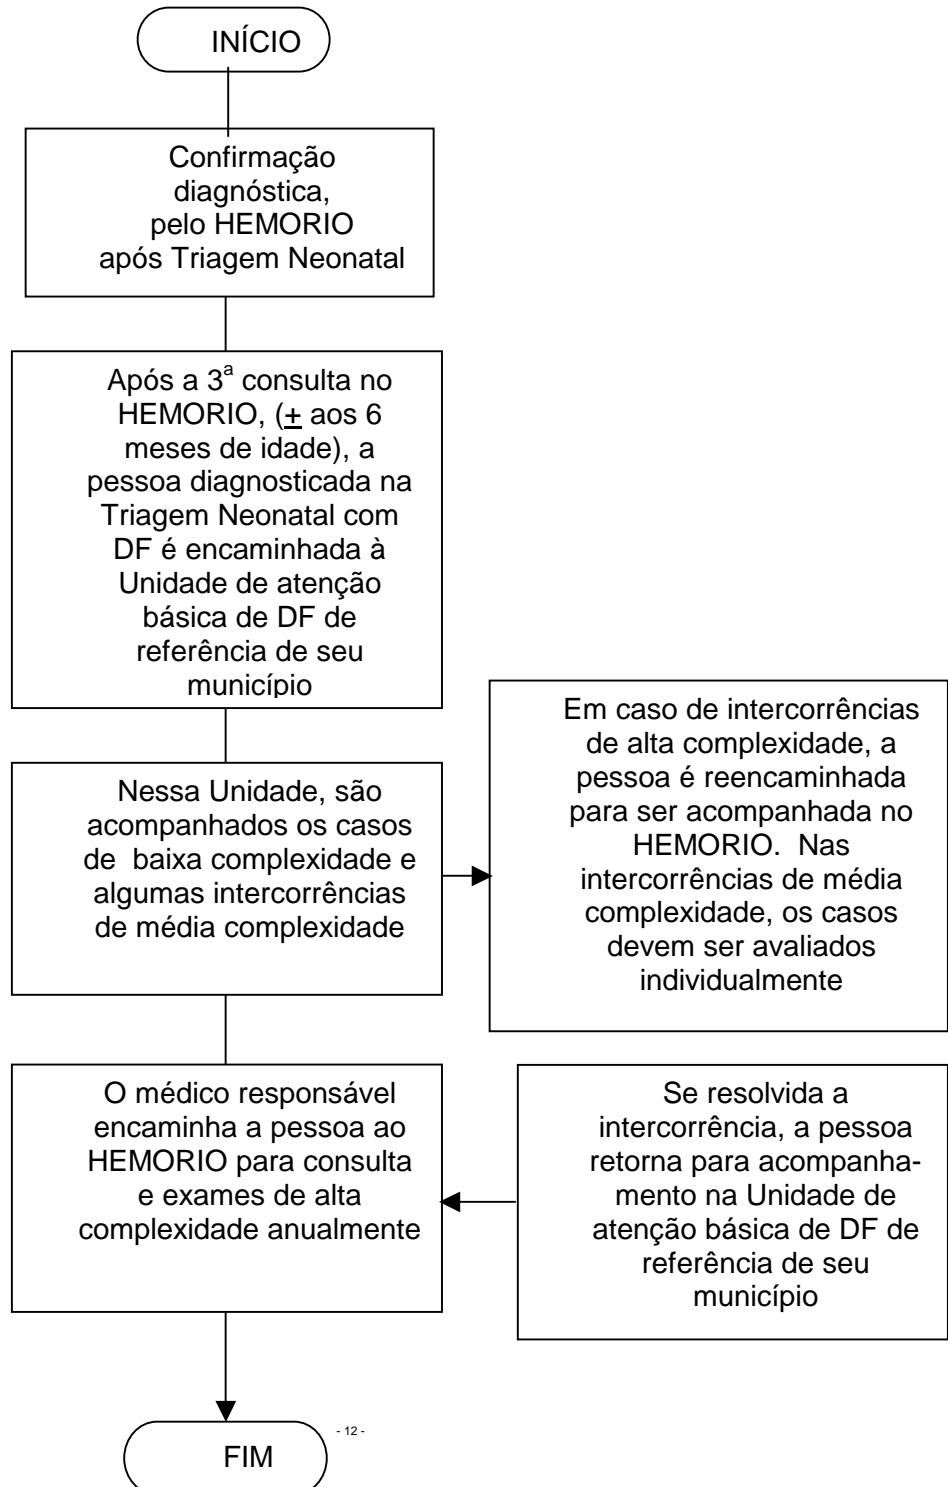 INÍCIO
Confirmação
diagnóstica,
pelo HEMORIO
após Triagem Neonatal
Após a 3ª consulta no
HEMORIO, (± aos 6
meses de idade), a
pessoa diagnosticada na
Triagem Neonatal com
DF é encaminhada à
Unidade de atenção
básica de DF de
referência de seu
município
Nessa Unidade, são
acompanhados os casos
de baixa complexidade e
algumas intercorrências
de média complexidade
Em caso de intercorrências
de alta complexidade, a
pessoa é reencaminhada
para ser acompanhada no
HEMORIO. Nas
intercorrências de média
complexidade, os casos
devem ser avaliados
individualmente
O médico responsável
encaminha a pessoa ao
HEMORIO para consulta
e exames de alta
complexidade anualmente
Se resolvida a
intercorrência, a pessoa
retorna para acompanha-
mento na Unidade de
atenção básica de DF de
referência de seu
município
- 12 -
FIM